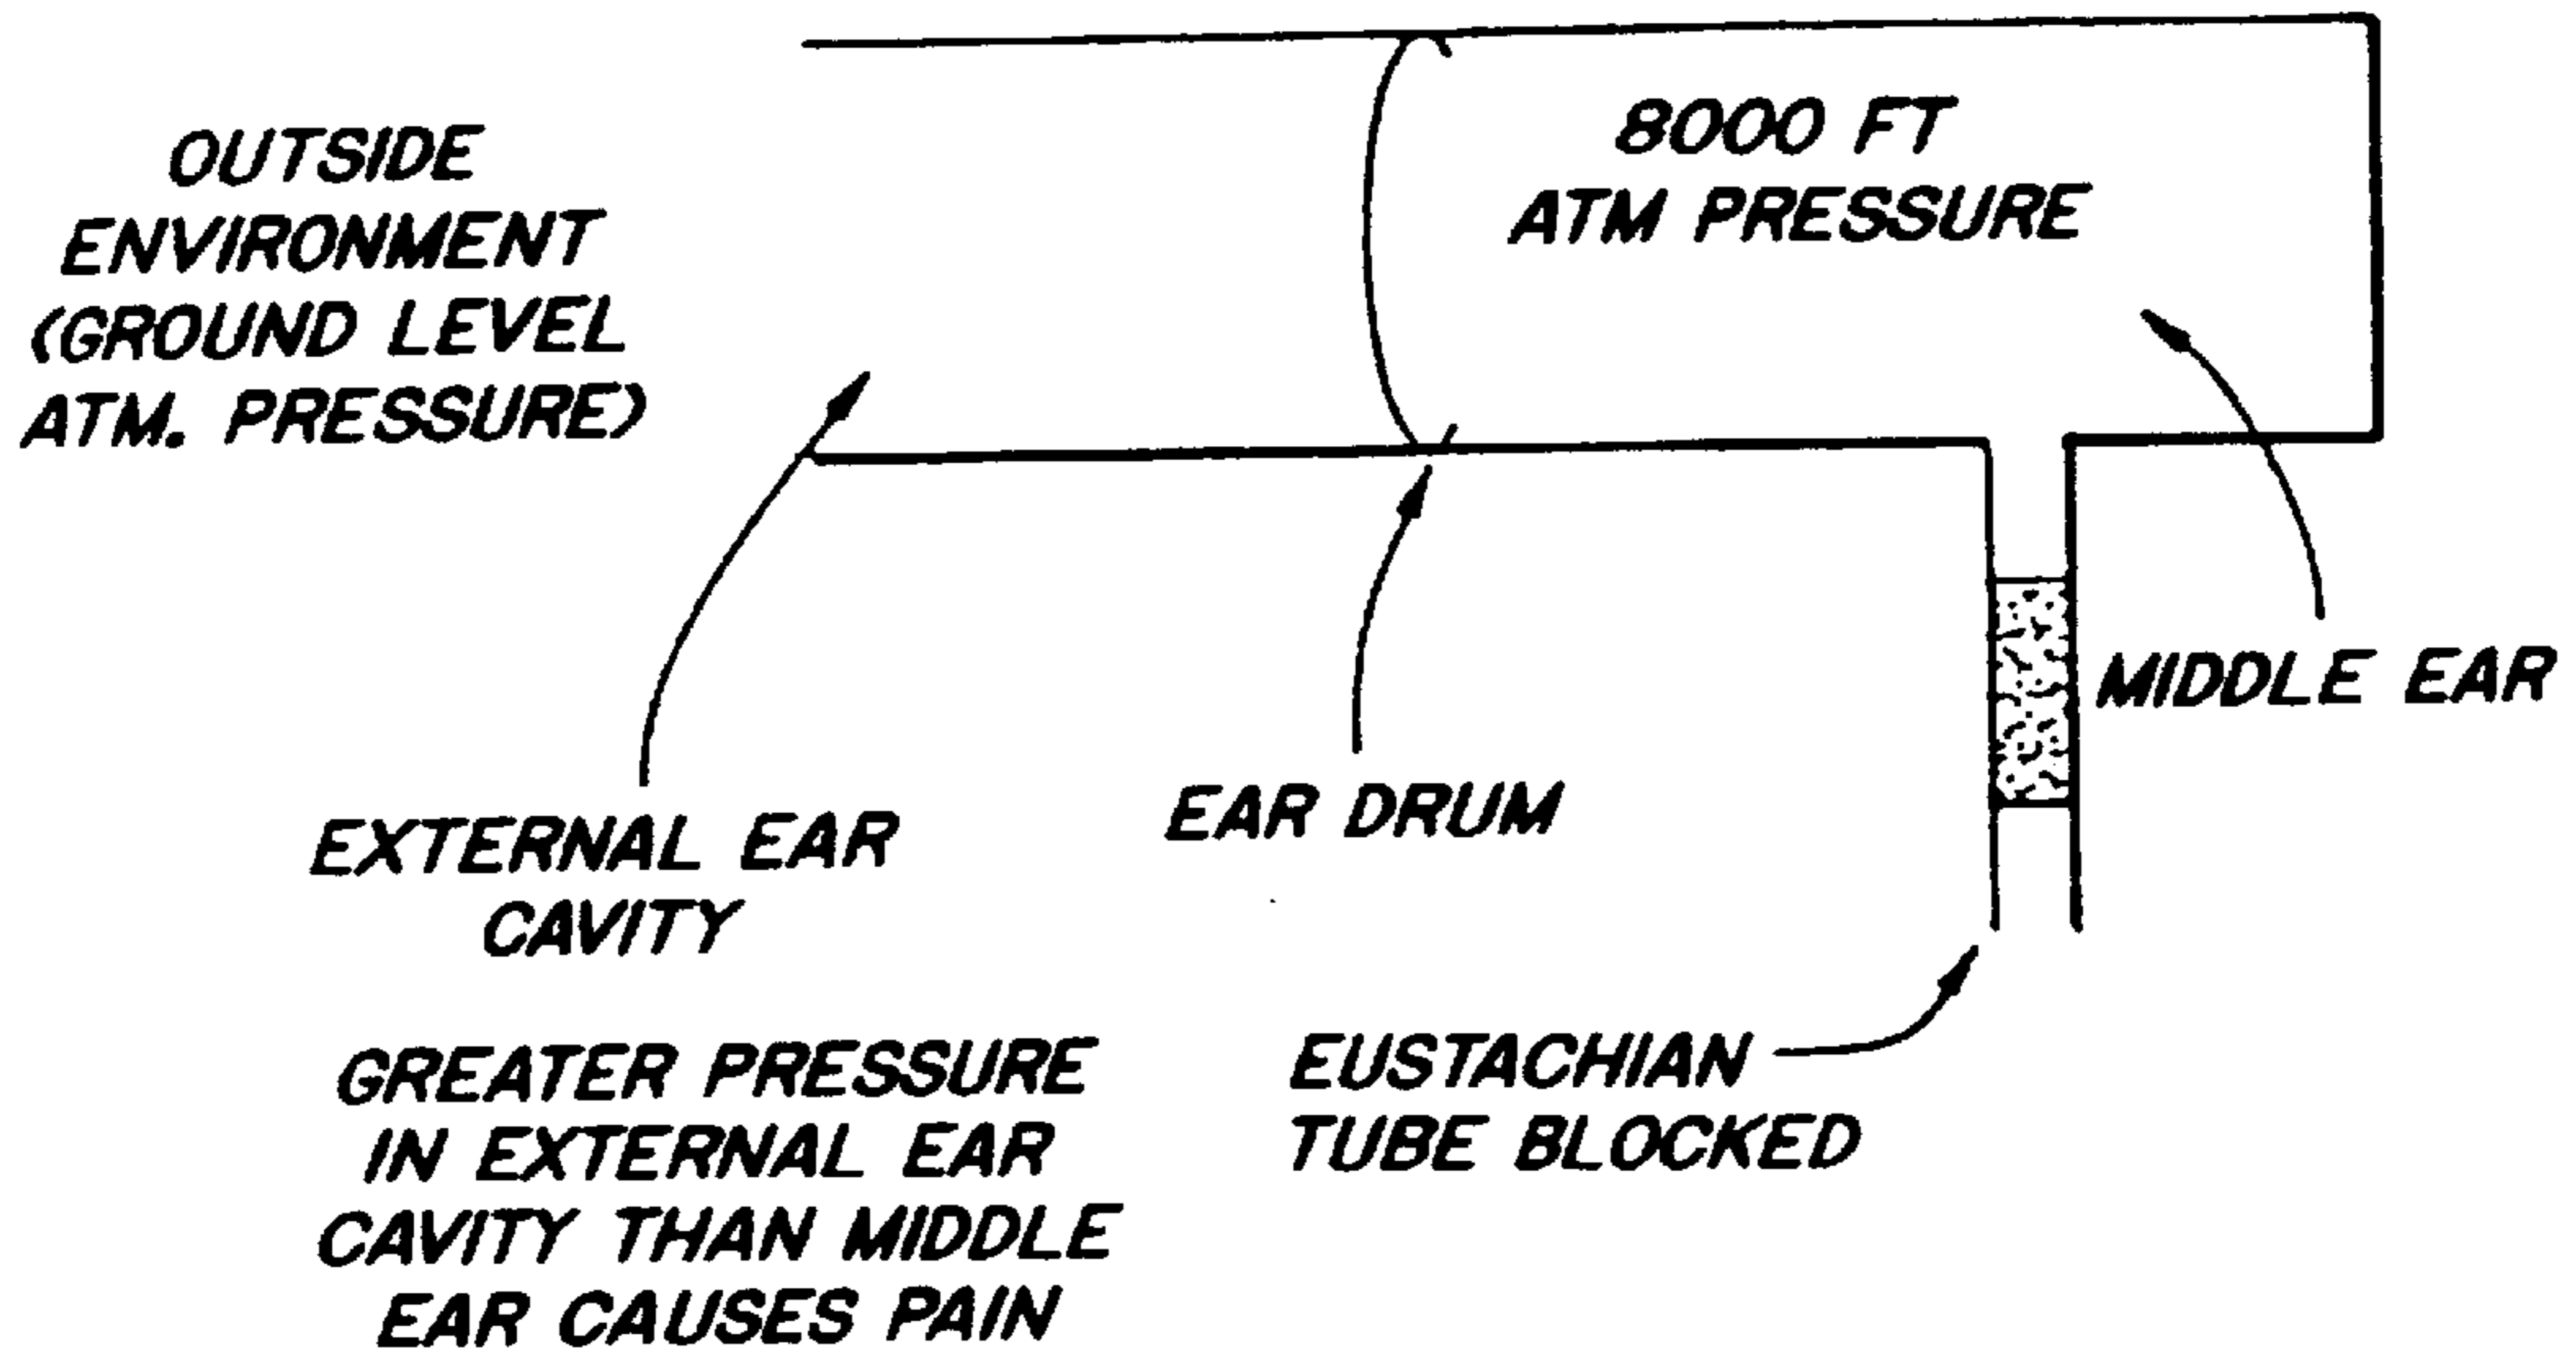 OUTSIDE
ENVIRONMENT
(GROUND LEVEL
ATM. PRESSURE)
8000 FT
ATM PRESSURE
MIDDLE EAR
EXTERNAL EAR
CAVITY
EAR DRUM
GREATER PRESSURE
IN EXTERNAL EAR
CAVITY THAN MIDDLE
EAR CAUSES PAIN
EUSTACHIAN
TUBE BLOCKED